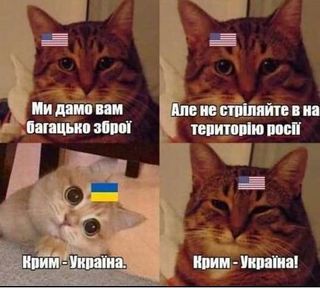 Ми дамо вам
багацько зброї
Але не стріляйте в на
територію росії
Крим - Україна.
Крим - Україна!